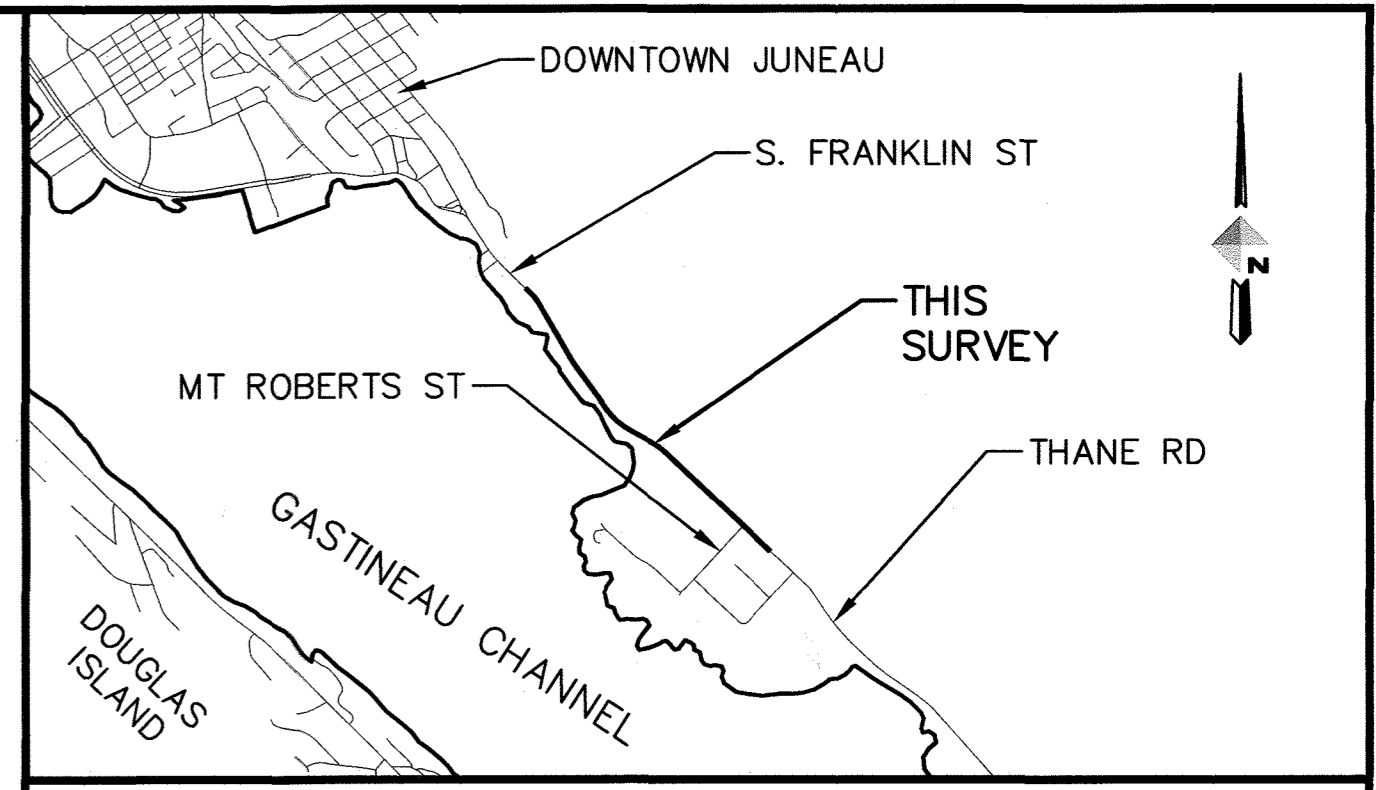 DOWNTOWN JUNEAU
S. FRANKLIN ST
N
THIS
SURVEY
MT ROBERTS ST
THANE RD
GASTINEAU CHANNEL
DOUGLAS
ISLAND